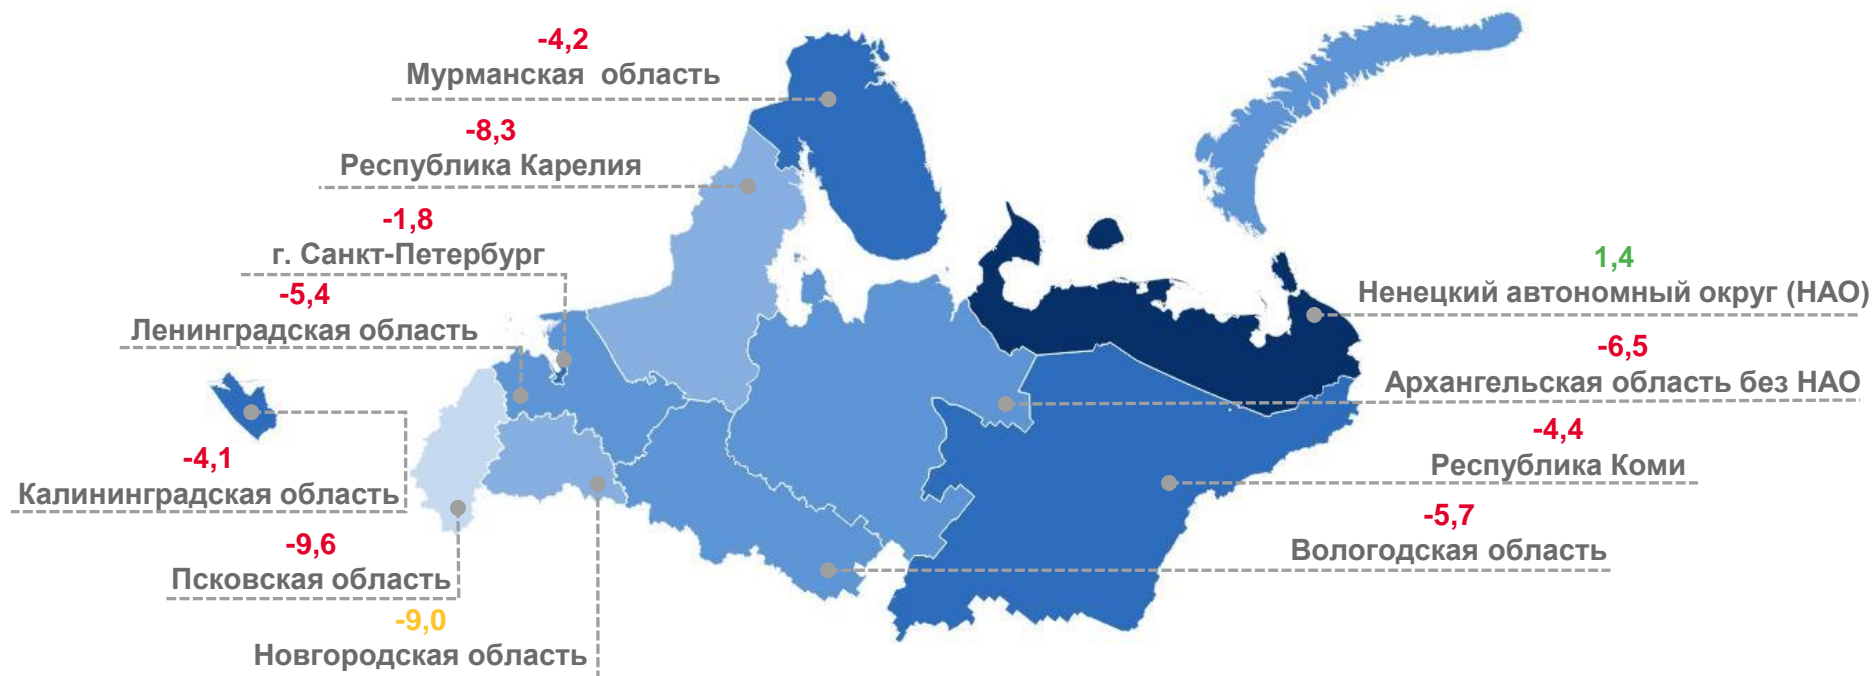 -4,2
Мурманская область
-8,3
Республика Карелия
-1,8
г. Санкт-Петербург
-5,4
Ленинградская область
-4,1
Калининградская область
-9,6
Псковская область
-9,0
Новгородская область
1,4
Ненецкий автономный округ (НАО)
-6,5
Архангельская область без НАО
-4,4
Республика Коми
-5,7
Вологодская область